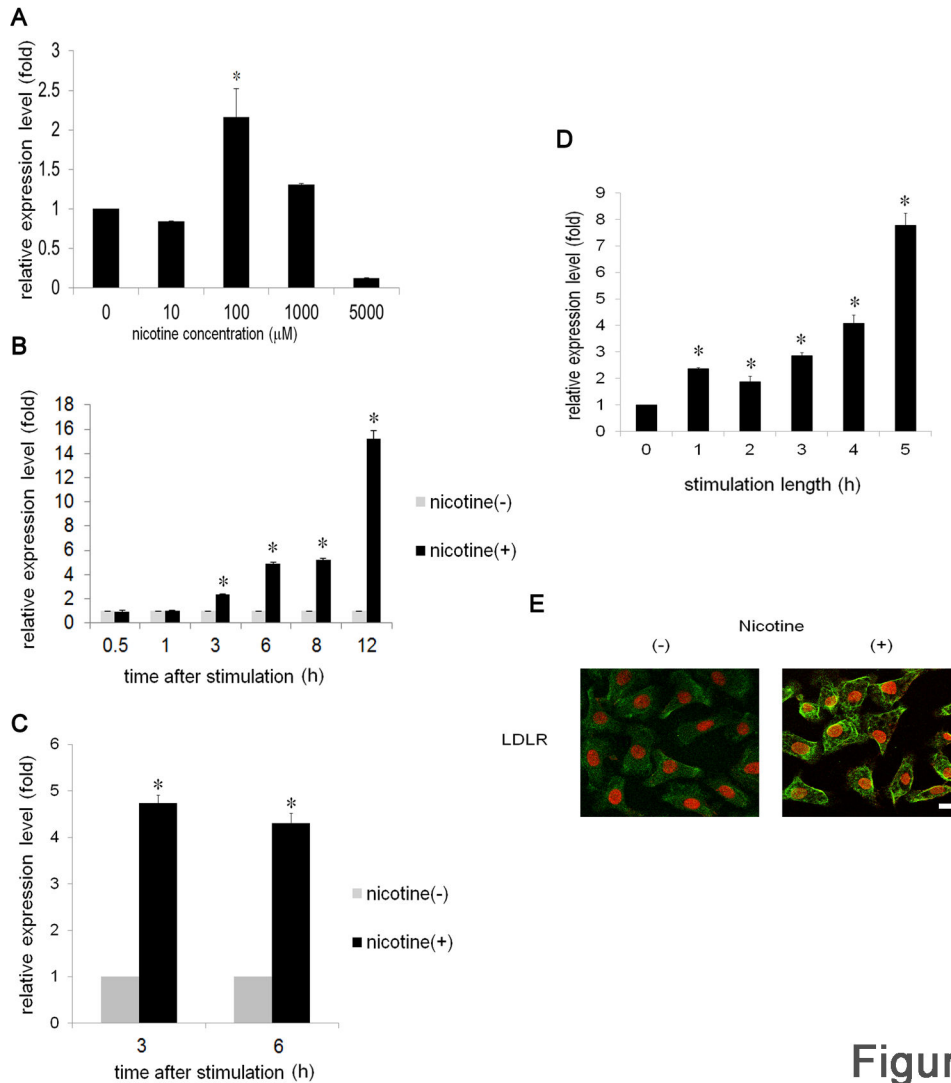 A
relative expression level (fold)
3
2.5
2
1.5
1
0.5
0
*
0 10 100 1000 5000
nicotine concentration (μM)
B
relative expression level (fold)
18
16
14
12
10
8
6
4
2
0
* * * *
0.5 1 3 6 8 12
time after stimulation (h)
nicotine(-)
nicotine(+)
C
relative expression level (fold)
6
5
4
3
2
1
0
* *
3 6
time after stimulation (h)
nicotine(-)
nicotine(+)
D
relative expression level (fold)
9
8
7
6
5
4
3
2
1
0
* * * * *
0 1 2 3 4 5
stimulation length (h)
E
Nicotine
(-) (+)
LDLR
Figur